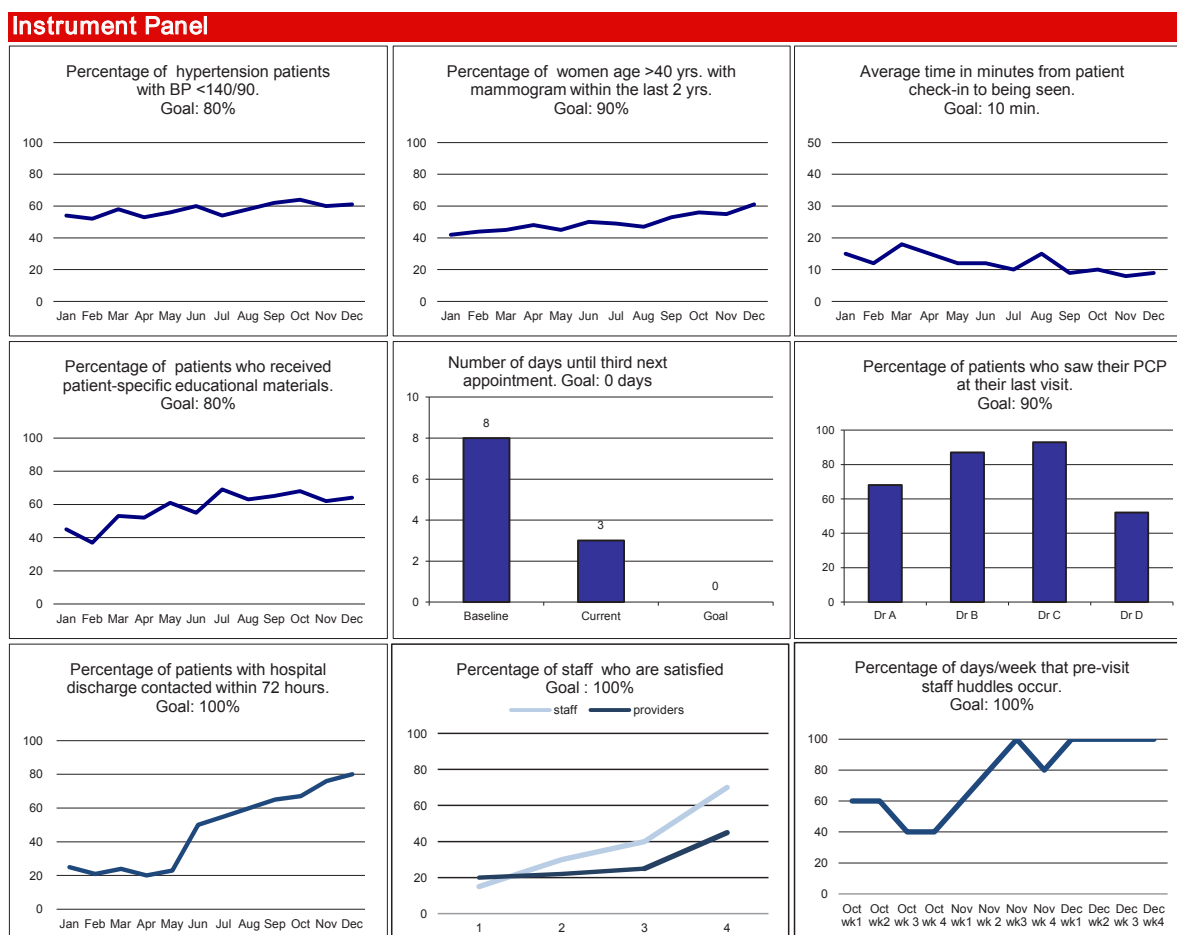 Instrument Panel
Percentage of hypertension patients
with BP <140/90.
Goal: 80%
100
80
60
40
20
0
Jan Feb Mar Apr May Jun Jul Aug Sep Oct Nov Dec
Percentage of women age >40 yrs. with
mammogram within the last 2 yrs.
Goal: 90%
100
80
60
40
20
0
Jan Feb Mar Apr May Jun Jul Aug Sep Oct Nov Dec
Average time in minutes from patient
check-in to being seen.
Goal: 10 min.
50
40
30
20
10
0
Jan Feb Mar Apr May Jun Jul Aug Sep Oct Nov Dec
Percentage of patients who received
patient-specific educational materials.
Goal: 80%
100
80
60
40
20
0
Jan Feb Mar Apr May Jun Jul Aug Sep Oct Nov Dec
Number of days until third next
appointment. Goal: 0 days
10
8
6
4
2
0
8
3
0
Baseline Current Goal
Percentage of patients who saw their PCP
at their last visit.
Goal: 90%
100
80
60
40
20
0
Dr A Dr B Dr C Dr D
Percentage of patients with hospital
discharge contacted within 72 hours.
Goal: 100%
100
80
60
40
20
0
Jan Feb Mar Apr May Jun Jul Aug Sep Oct Nov Dec
Percentage of staff who are satisfied
Goal : 100%
staff providers
100
80
60
40
20
0
1 2 3 4
Percentage of days/week that pre-visit
staff huddles occur.
Goal: 100%
100
80
60
40
20
0
Oct Oct Oct Oct Nov Nov Nov Nov Dec Dec Dec Dec
wk1 wk2 wk 3 wk 4 wk 1 wk 2 wk3 wk 4 wk1 wk2 wk 3 wk4